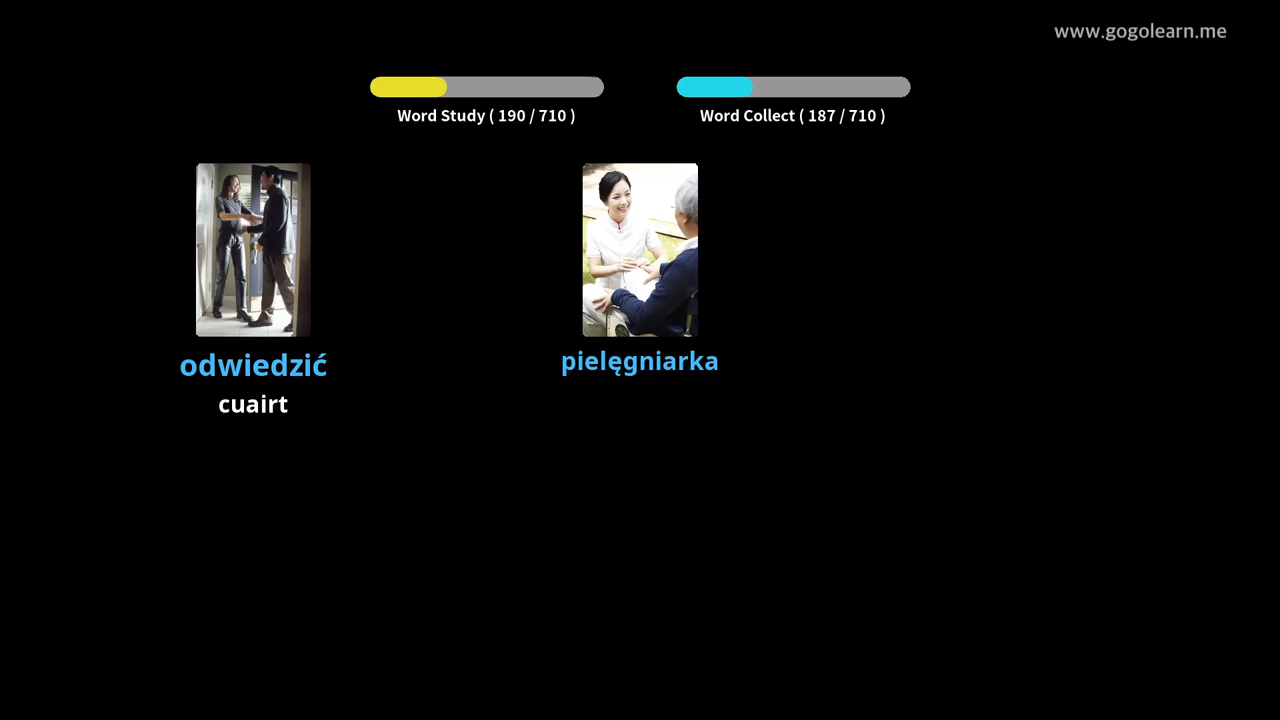 www.gogolearn.me
Word Study ( 190 / 710 )
Word Collect ( 187 / 710 )
odwiedzić
cuairt
pielęgniarka